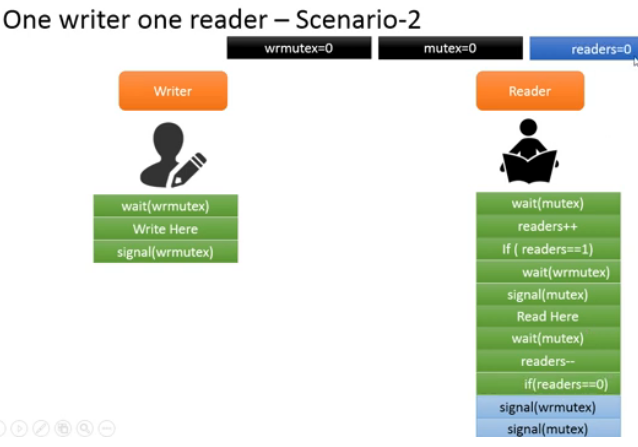 One writer one reader – Scenario-2
wrmutex=0
mutex=0
readers=0
Writer
Reader
wait(wrmutex)
Write Here
signal(wrmutex)
wait(mutex)
readers++
If ( readers==1)
wait(wrmutex)
signal(mutex)
Read Here
wait(mutex)
readers--
if(readers==0)
signal(wrmutex)
signal(mutex)